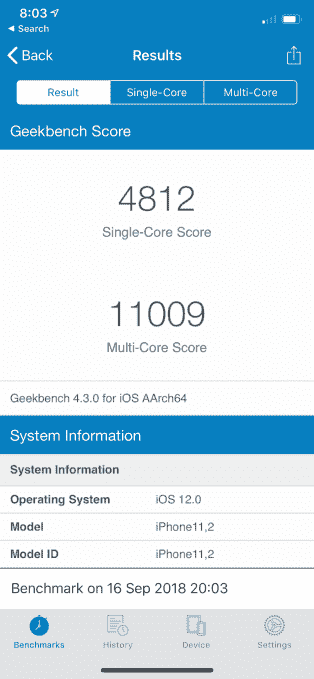 8:03
Search
Back
Results
Result
Single-Core
Multi-Core
Geekbench Score
4812
Single-Core Score
11009
Multi-Core Score
Geekbench 4.3.0 for iOS AArch64
System Information
System Information
Operating System iOS 12.0
Model iPhone11,2
Model ID iPhone11,2
Benchmark on 16 Sep 2018 20:03
Benchmarks
History
Device
Settings